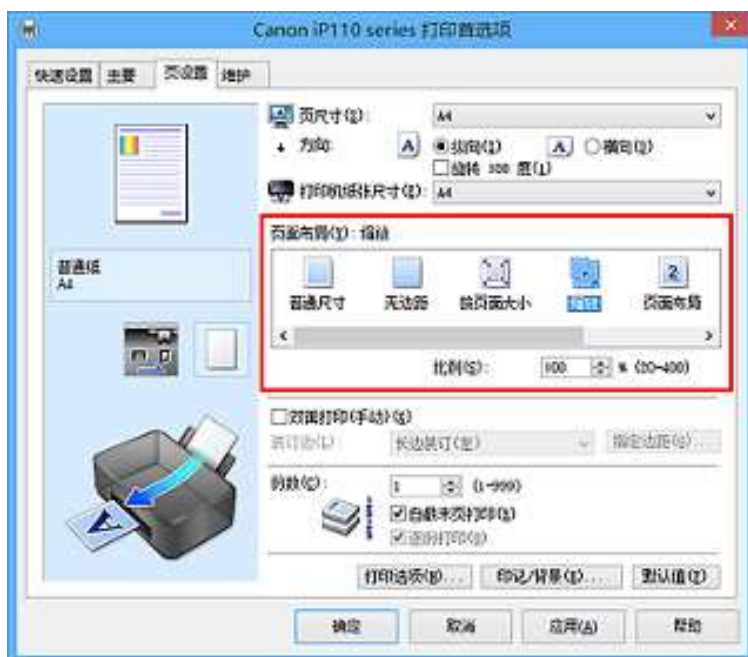 Canon iP110 series 打印首选项
快速设置 主要 页设置 维护
页尺寸(Z): A4
方向: A 纵向(I) A 横向(Q)
旋转 180 度(I)
打印机纸张尺寸(E): A4
页面布局(Y): 缩放
普通尺寸 无边距 给页面大小 缩放 页面布局
比例(S): 100 % (20-400)
普通纸
A4
双面打印(手动)(X)
装订边(L): 长边装订(左) 指定边距(G)...
份数(C): 1 (1-999)
自最末页打印(I)
逐份打印(O)
打印选项(N)... 印记/背景(P)... 默认值(F)
确定 取消 应用(A) 帮助